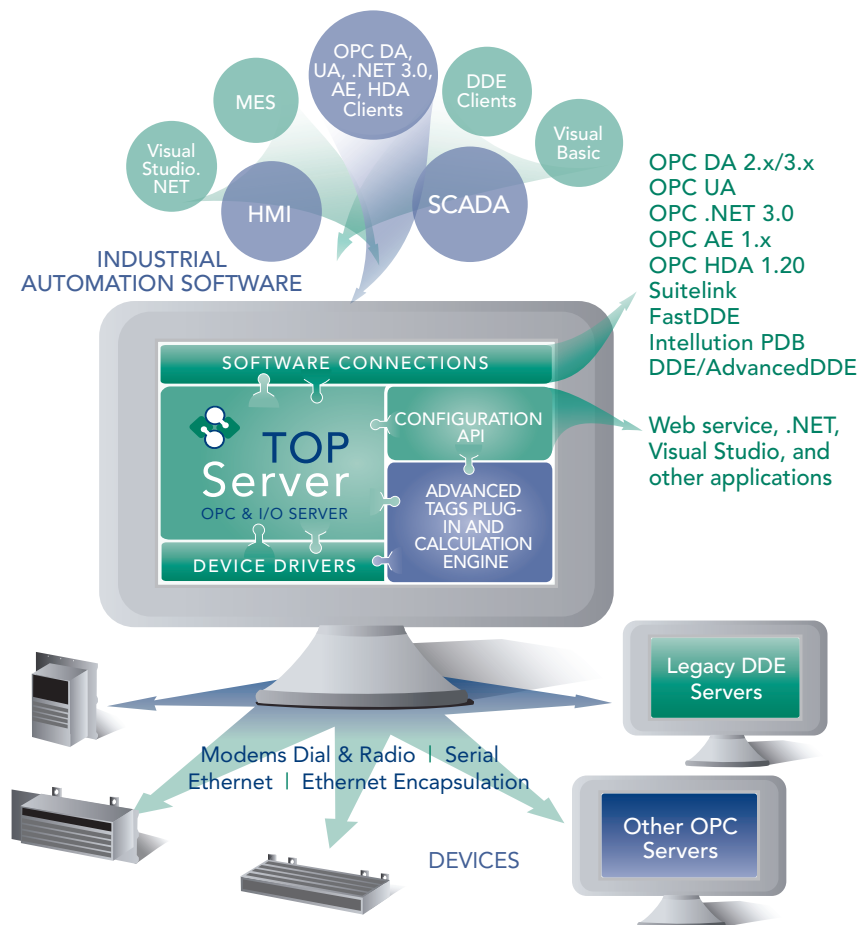 OPC DA,
UA, .NET 3.0,
AE, HDA
Clients
MES
DDE
Clients
Visual
Studio.
NET
Visual
Basic
HMI
SCADA
INDUSTRIAL
AUTOMATION SOFTWARE
OPC DA 2.x/3.x
OPC UA
OPC .NET 3.0
OPC AE 1.x
OPC HDA 1.20
Suitelink
FastDDE
Intellution PDB
DDE/AdvancedDDE
Web service, .NET,
Visual Studio, and
other applications
SOFTWARE CONNECTIONS
TOP
Server
OPC & I/O SERVER
CONFIGURATION
API
ADVANCED
TAGS PLUG-
IN AND
CALCULATION
ENGINE
DEVICE DRIVERS
Legacy DDE
Servers
Modems Dial & Radio | Serial
Ethernet | Ethernet Encapsulation
Other OPC
Servers
DEVICES